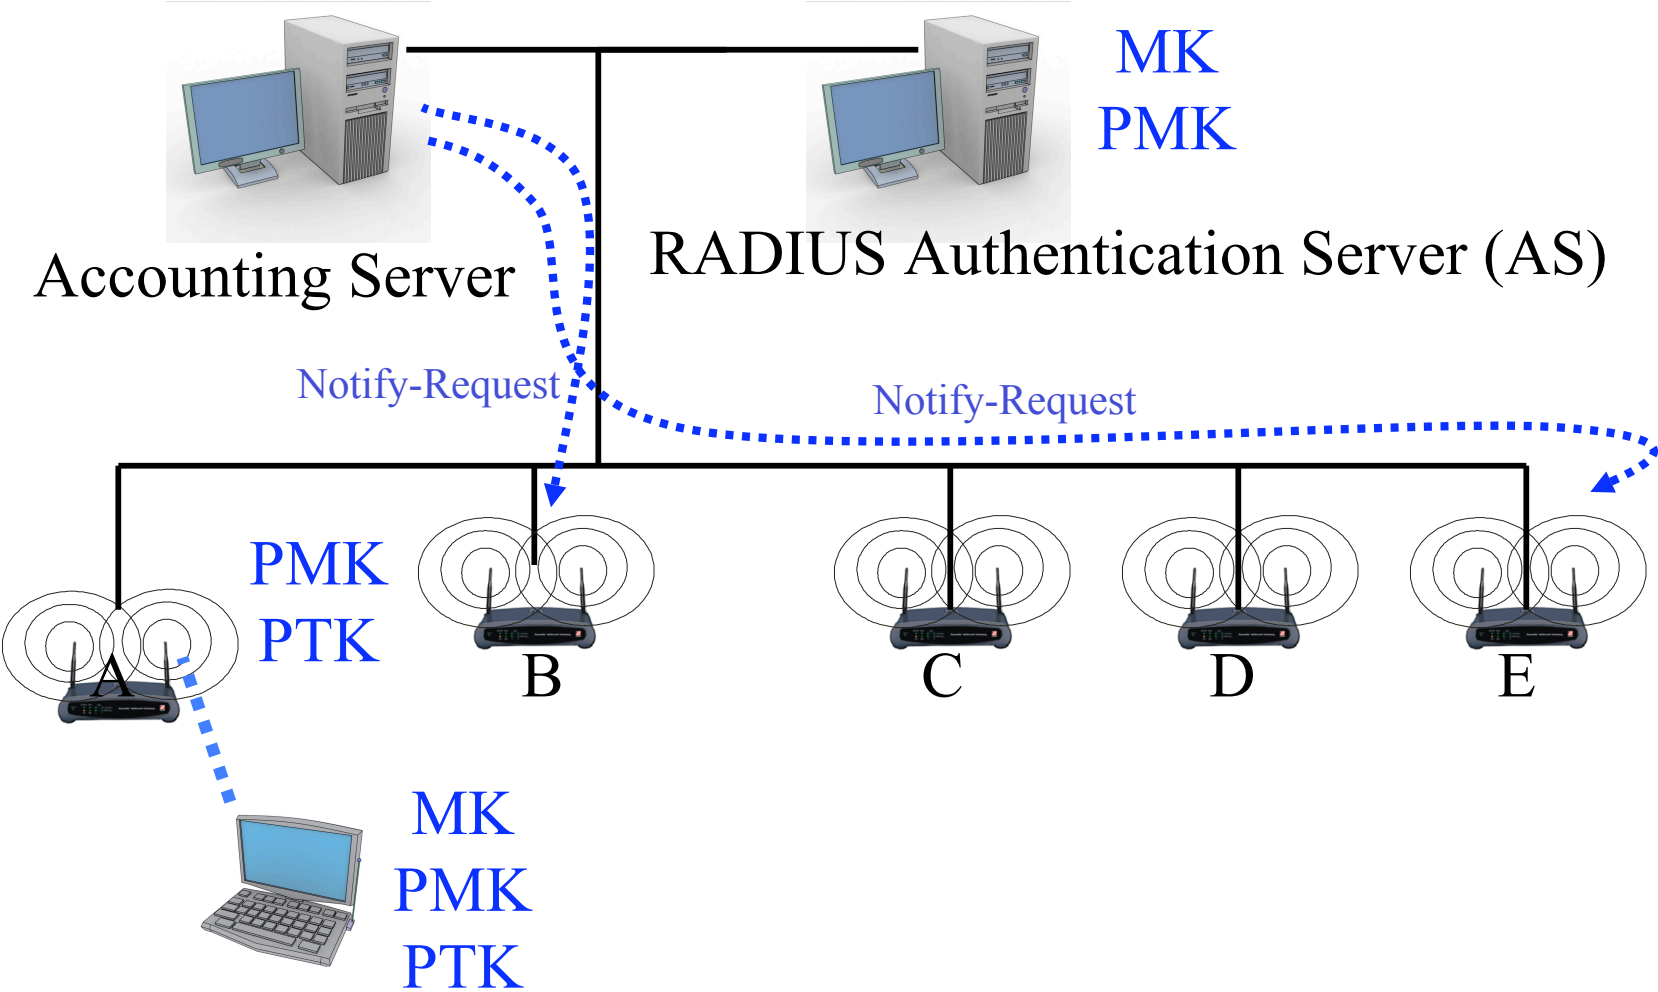 MK
PMK
RADIUS Authentication Server (AS)
Accounting Server
Notify-Request
Notify-Request
PMK
PTK
A
B
C
D
E
MK
PMK
PTK